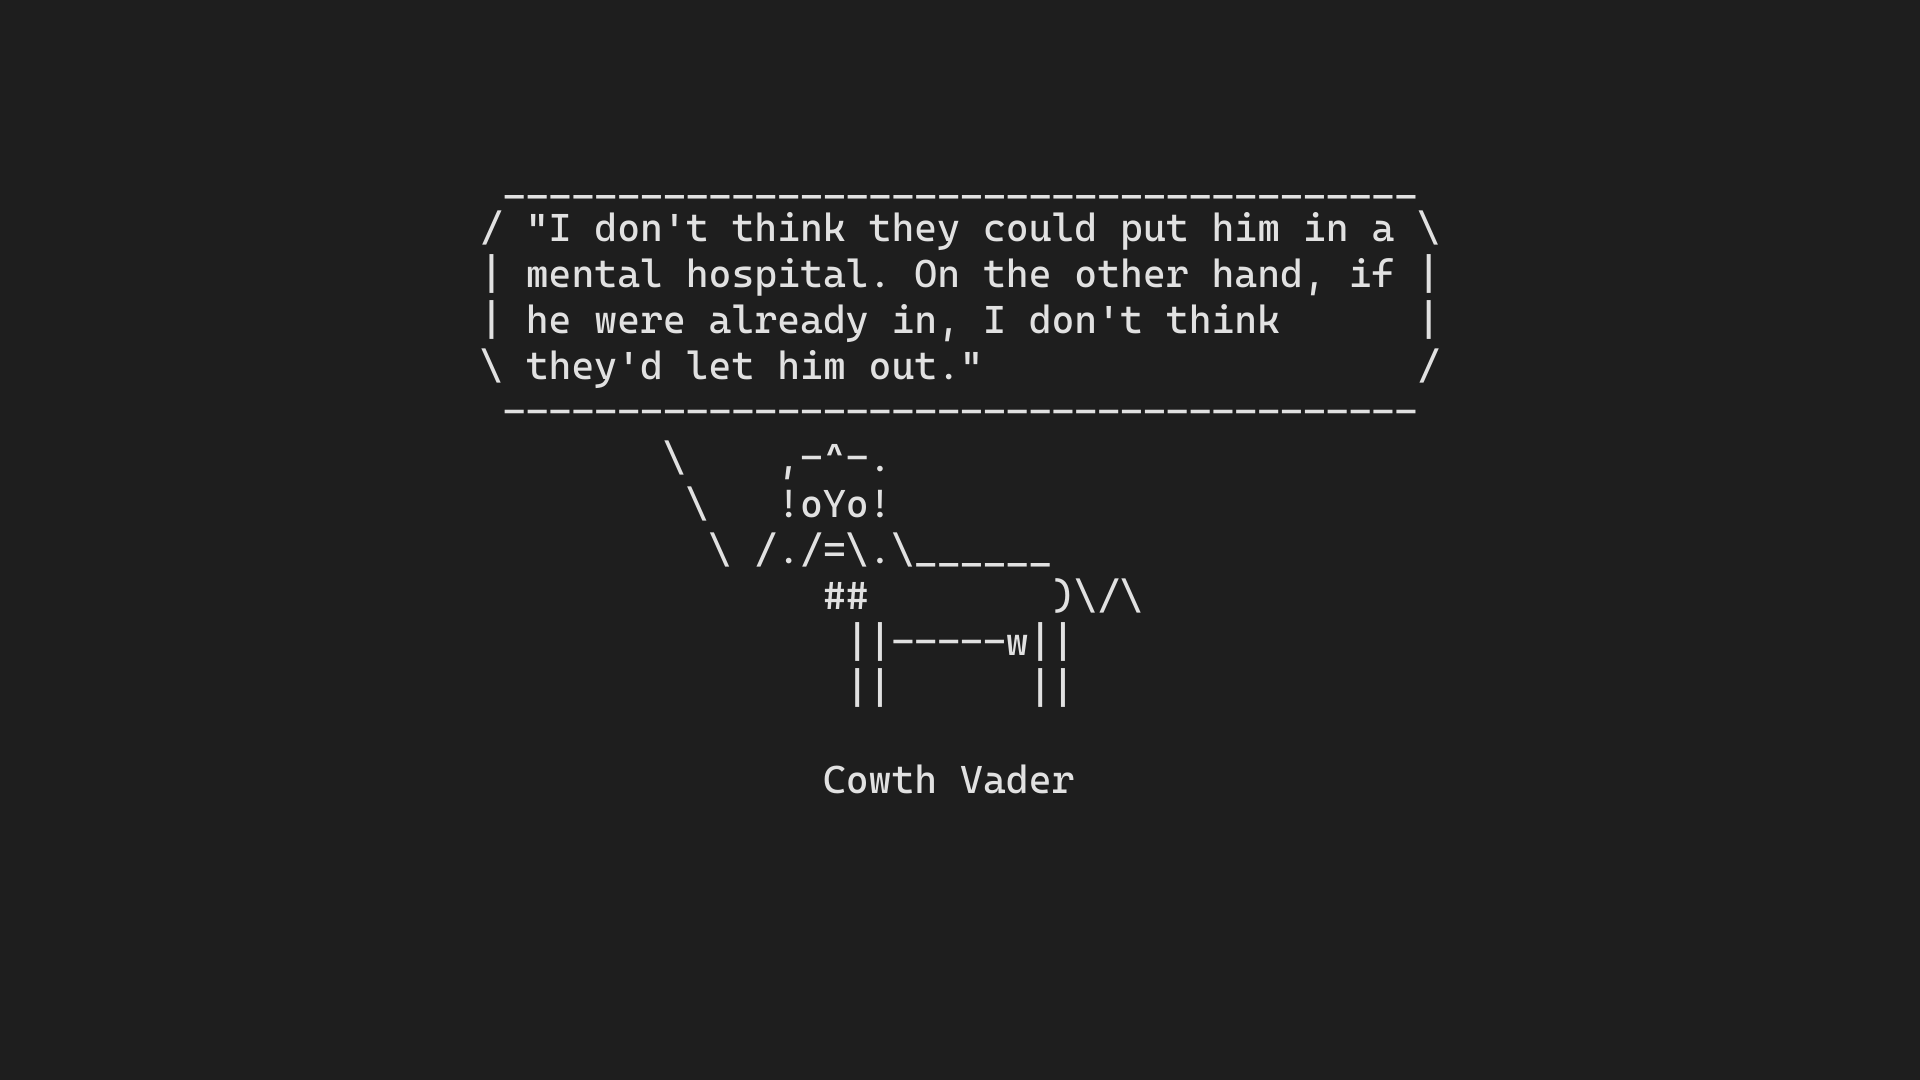 "I don't think they could put him in a
mental hospital. On the other hand, if
he were already in, I don't think
they'd let him out."
Cowth Vader